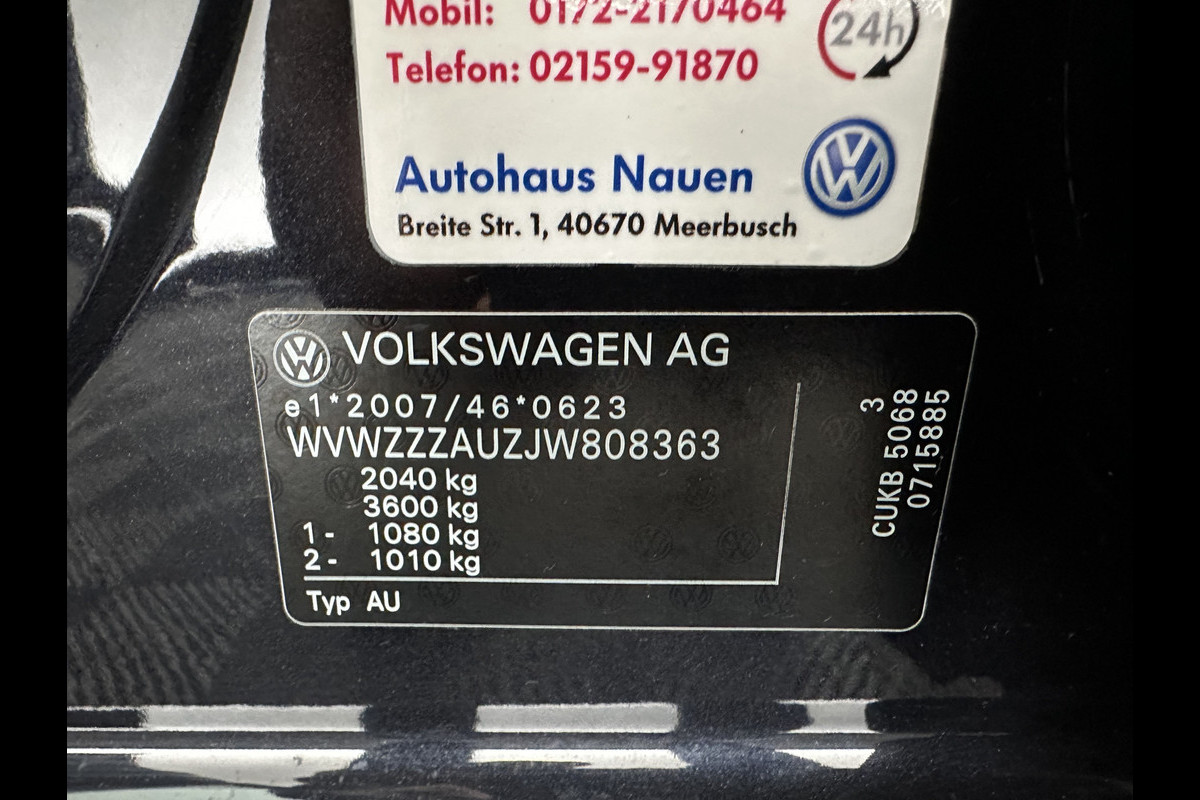 Mobil: 0172-2170464
24h
Telefon: 02159-91870
Autohaus Nauen
Breite Str. 1, 40670 Meerbusch
VOLKSWAGEN AG
e1*2007/46*0623
WVWZZZAUZJW808363
2040 kg
3600 kg
1- 1080 kg
2- 1010 kg
Typ AU
3
CUKB 5068
0715885